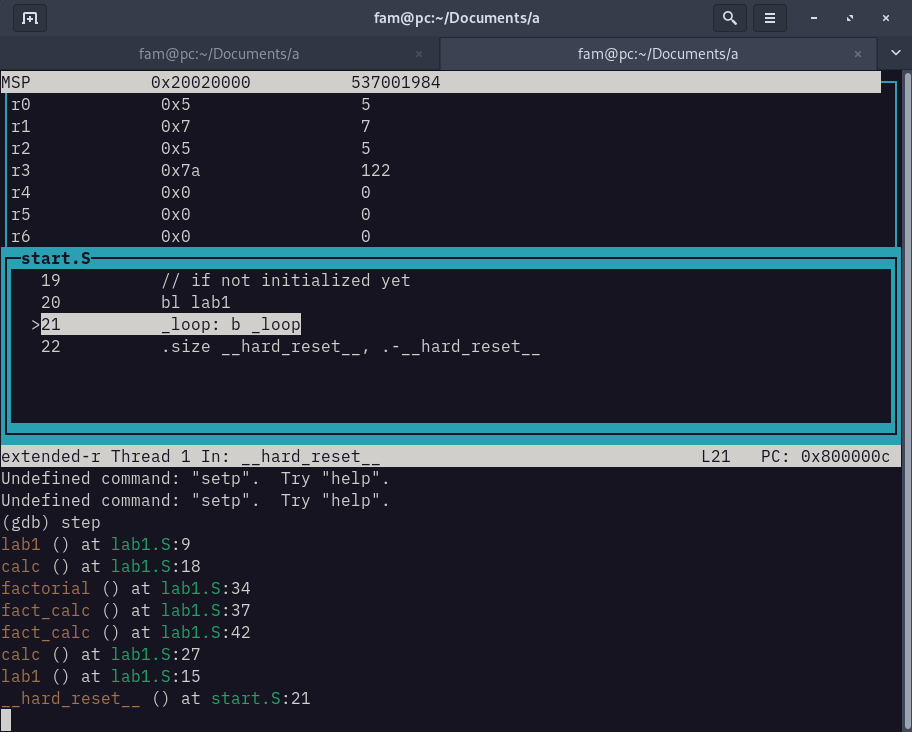 fam@pc:~/Documents/a
fam@pc:~/Documents/a × fam@pc:~/Documents/a ×
MSP 0x20020000 537001984
r0 0x5 5
r1 0x7 7
r2 0x5 5
r3 0x7a 122
r4 0x0 0
r5 0x0 0
r6 0x0 0
start.S
19 // if not initialized yet
20 bl lab1
>21 _loop: b _loop
22 .size __hard_reset__, .-__hard_reset__
extended-r Thread 1 In: __hard_reset__ L21 PC: 0x800000c
Undefined command: "setp". Try "help".
Undefined command: "setp". Try "help".
(gdb) step
lab1 () at lab1.S:9
calc () at lab1.S:18
factorial () at lab1.S:34
fact_calc () at lab1.S:37
fact_calc () at lab1.S:42
calc () at lab1.S:27
lab1 () at lab1.S:15
__hard_reset__ () at start.S:21